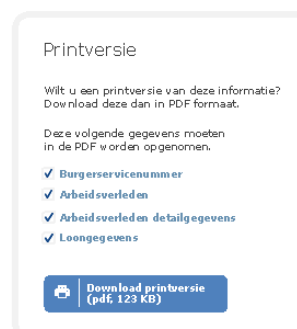 Printversie
Wilt u een printversie van deze informatie?
Download deze dan in PDF formaat.
Deze volgende gegevens moeten
in de PDF worden opgenomen.
Burgerservicenummer
Arbeidsverleden
Arbeidsverleden detailgegevens
Loongegevens
Download printversie
(pdf, 123 KB)